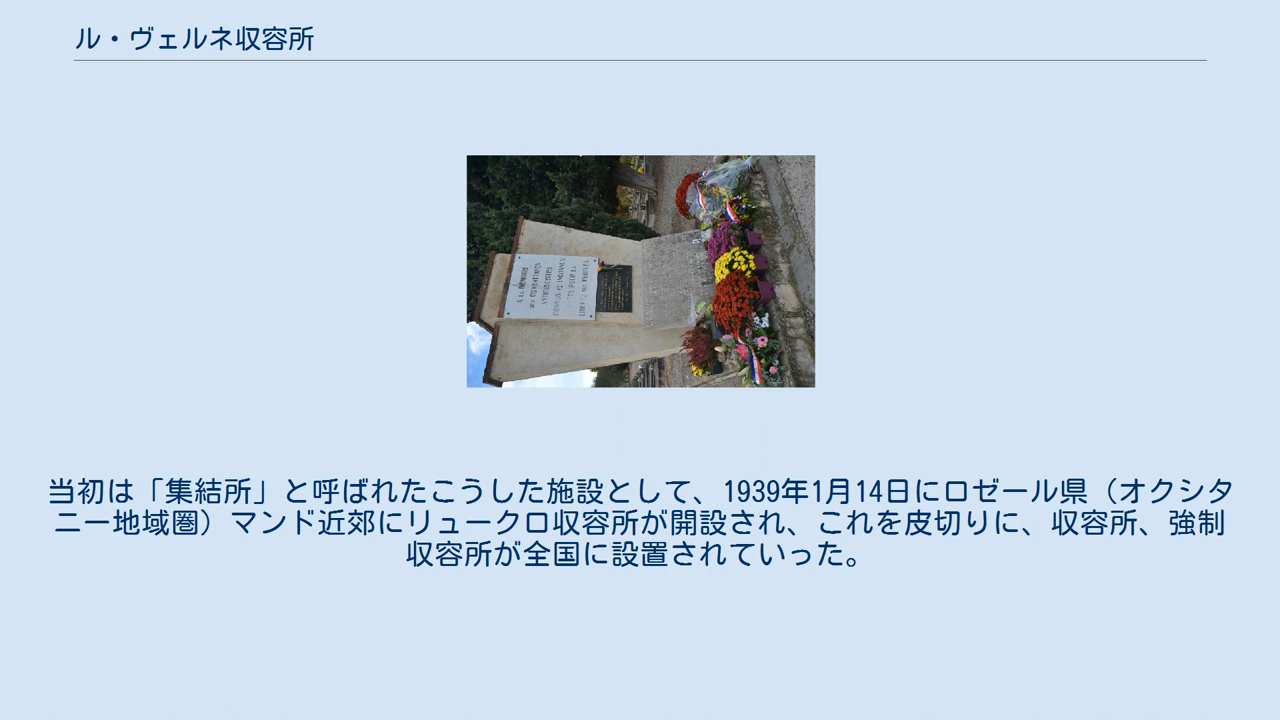 ル・ヴェルネ収容所
A LA MÉMOIRE
DES COMBATTANTS
ANTIFASCISTES
当初は「集結所」と呼ばれたこうした施設として、1939年1月14日にロゼール県（オクシタ
ニー地域圏）マンド近郊にリュークロ収容所が開設され、これを皮切りに、収容所、強制
収容所が全国に設置されていった。